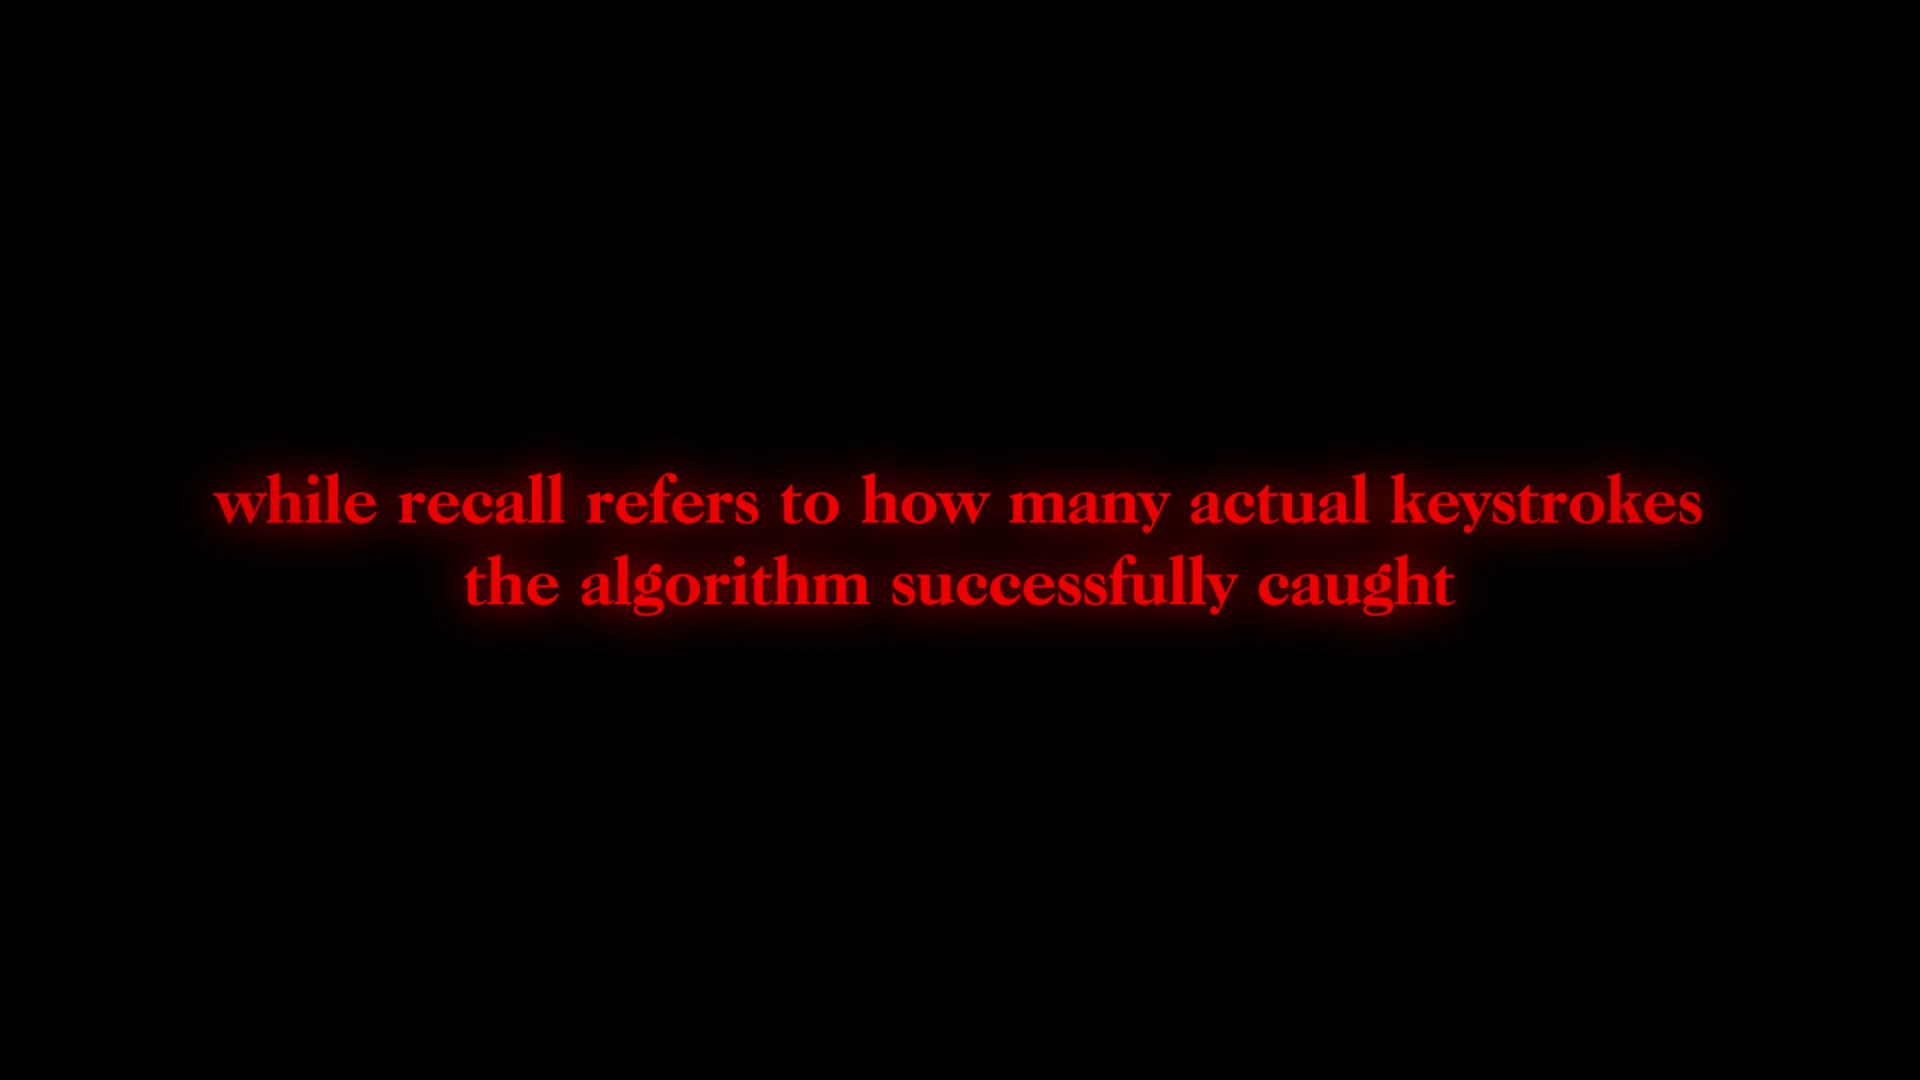 while recall refers to how many actual keystrokes
the algorithm successfully caught